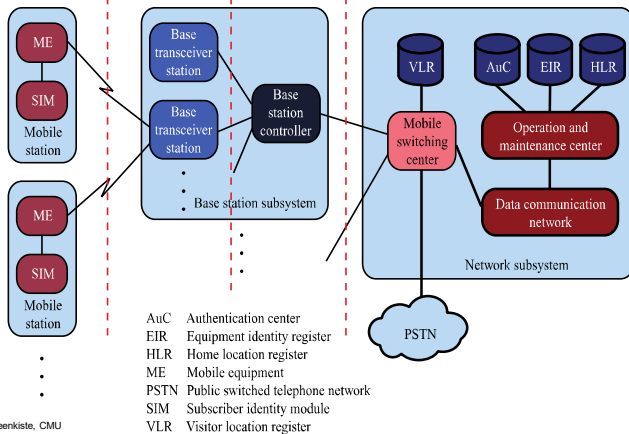 ME
SIM
Mobile
station
ME
SIM
Mobile
station
Base
transceiver
station
Base
transceiver
station
Base
station
controller
Base station subsystem
VLR
AuC
EIR
HLR
Mobile
switching
center
Operation and
maintenance center
Data communication
network
Network subsystem
PSTN
AuC Authentication center
EIR Equipment identity register
HLR Home location register
ME Mobile equipment
PSTN Public switched telephone network
SIM Subscriber identity module
VLR Visitor location register
eenkiste, CMU